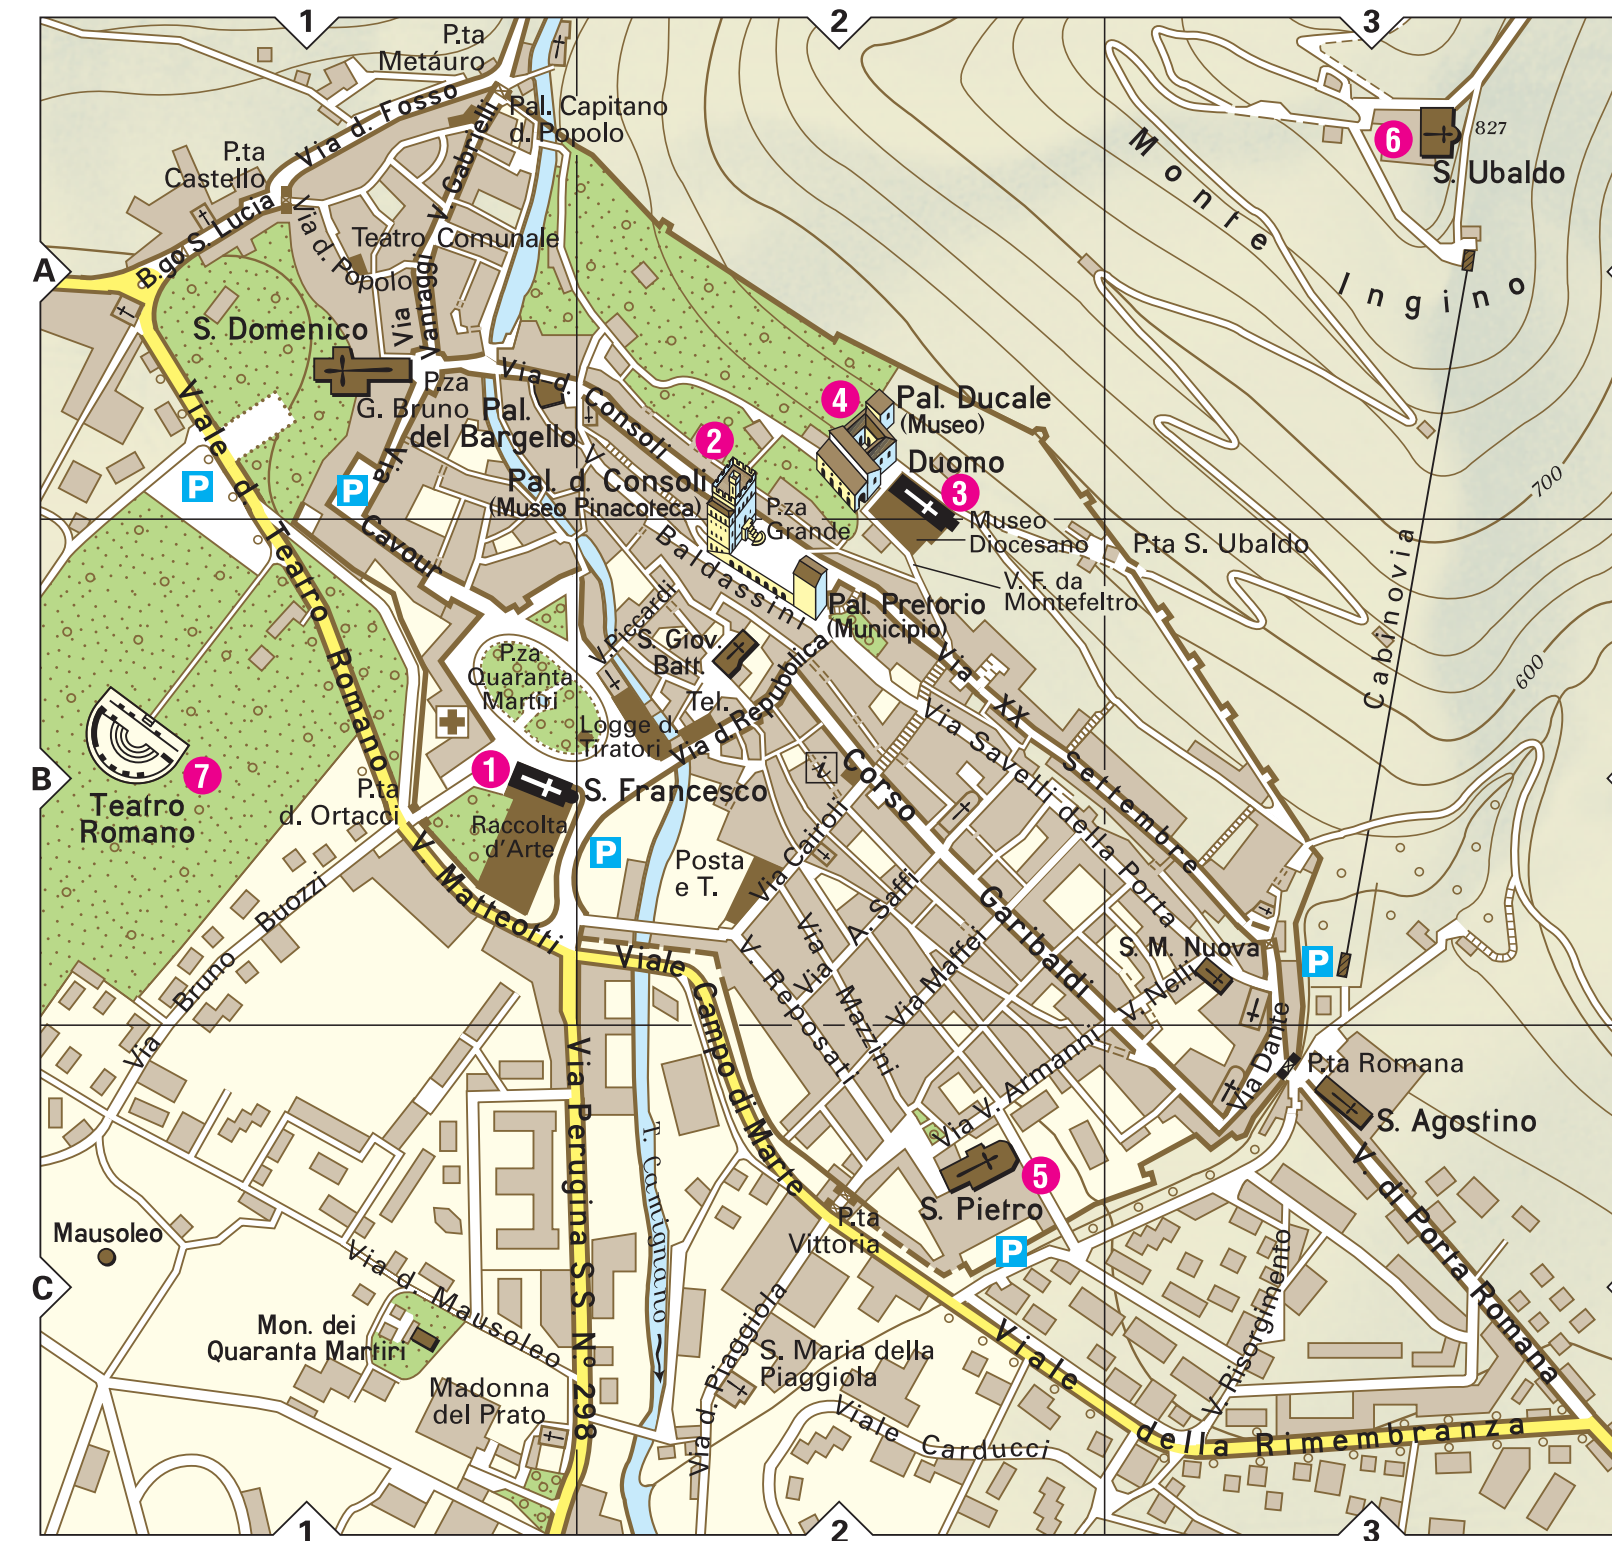 1
2
3
P.ta
Metáuro
Via d. Fosso
Pal. Capitano
d. Popolo
V. Gabrielli
P.ta
Castello
B.go S. Lucia
Via d. Popolo
Teatro Comunale
Via Vantaggi
A
Monte Ingino
6
827
S. Ubaldo
S. Domenico
P.za
G. Bruno
Pal.
del Bargello
Via d. Consoli
4
Pal. Ducale
(Museo)
2
Duomo
3
Pal. d. Consoli
(Museo Pinacoteca)
P.za
Grande
Museo
Diocesano
P.ta S. Ubaldo
V. F. da
Montefeltro
700
600
Cabinovia
P
P
Viale d. Teatro Romano
Via Cavour
V. Baldassini
Pal. Pretorio
(Municipio)
V. Piccardi
S. Giov.
Batt.
P.za
Quaranta
Martiri
Tel.
Logge d.
Tiratori
Via d. Repubblica
Via XX Settembre
Via Savelli della Porta
B
7
Teatro
Romano
P.ta
d. Ortacci
1
S. Francesco
Raccolta
d'Arte
P
i
Corso Garibaldi
Posta
e T.
Via Cairoli
Via A. Saffi
Via Mazzini
Via Maffei
V. Reposati
V. Matteotti
Via Bruno Buozzi
Viale Campo di Marte
S. M. Nuova
V. Nelli
P
Via Dante
P.ta Romana
S. Agostino
Via V. Armanni
5
S. Pietro
P.ta
Vittoria
P
V. di Porta Romana
V. Risorgimento
Via Perugina S.S. N.º 298
T. Camignano
C
Mausoleo
Via d. Mausoleo
Mon. dei
Quaranta Martiri
Madonna
del Prato
Via d. Piaggiola
S. Maria della
Piaggiola
Viale Carducci
Viale della Rimembranza
1
2
3